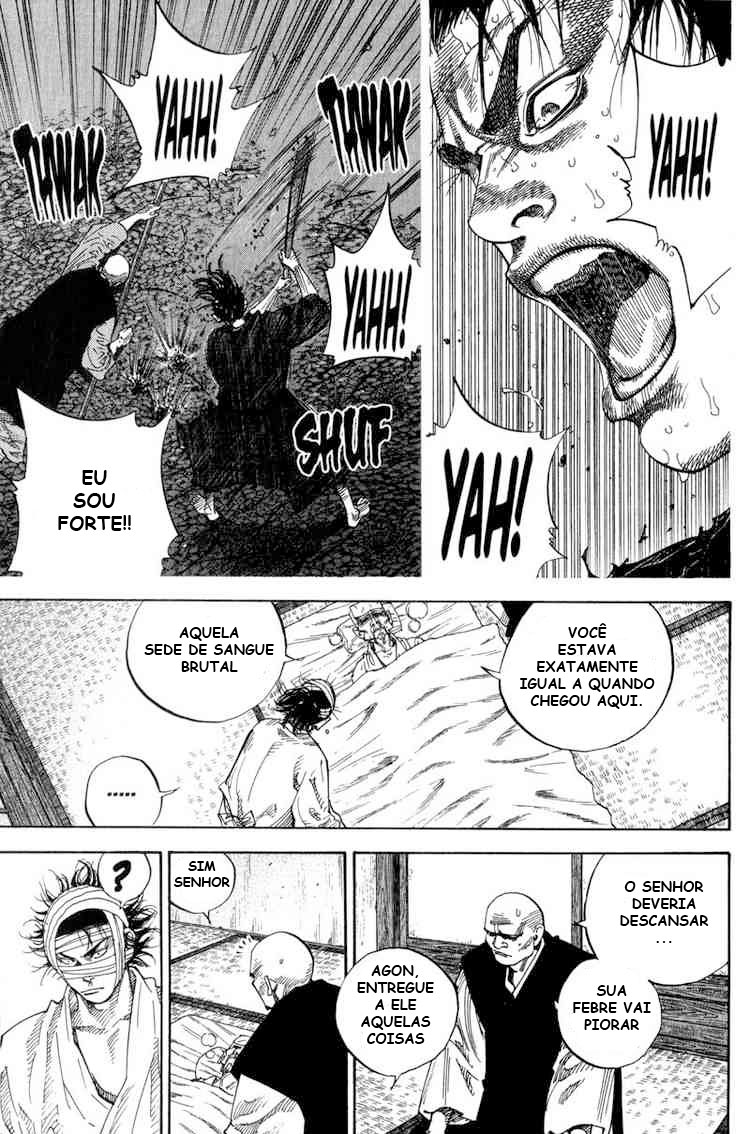 YAHH!
YAH!
THWAK
YAHH!
THWAK
YAHH!
SHUF
EU
SOU
FORTE!!
VOCÊ
ESTAVA
EXATAMENTE
IGUAL A QUANDO
CHEGOU AQUI.
AQUELA
SEDE DE SANGUE
BRUTAL
.....
O SENHOR
DEVERIA
DESCANSAR
...
SUA
FEBRE VAI
PIORAR
AGON,
ENTREGUE
A ELE
AQUELAS
COISAS
SIM
SENHOR
?